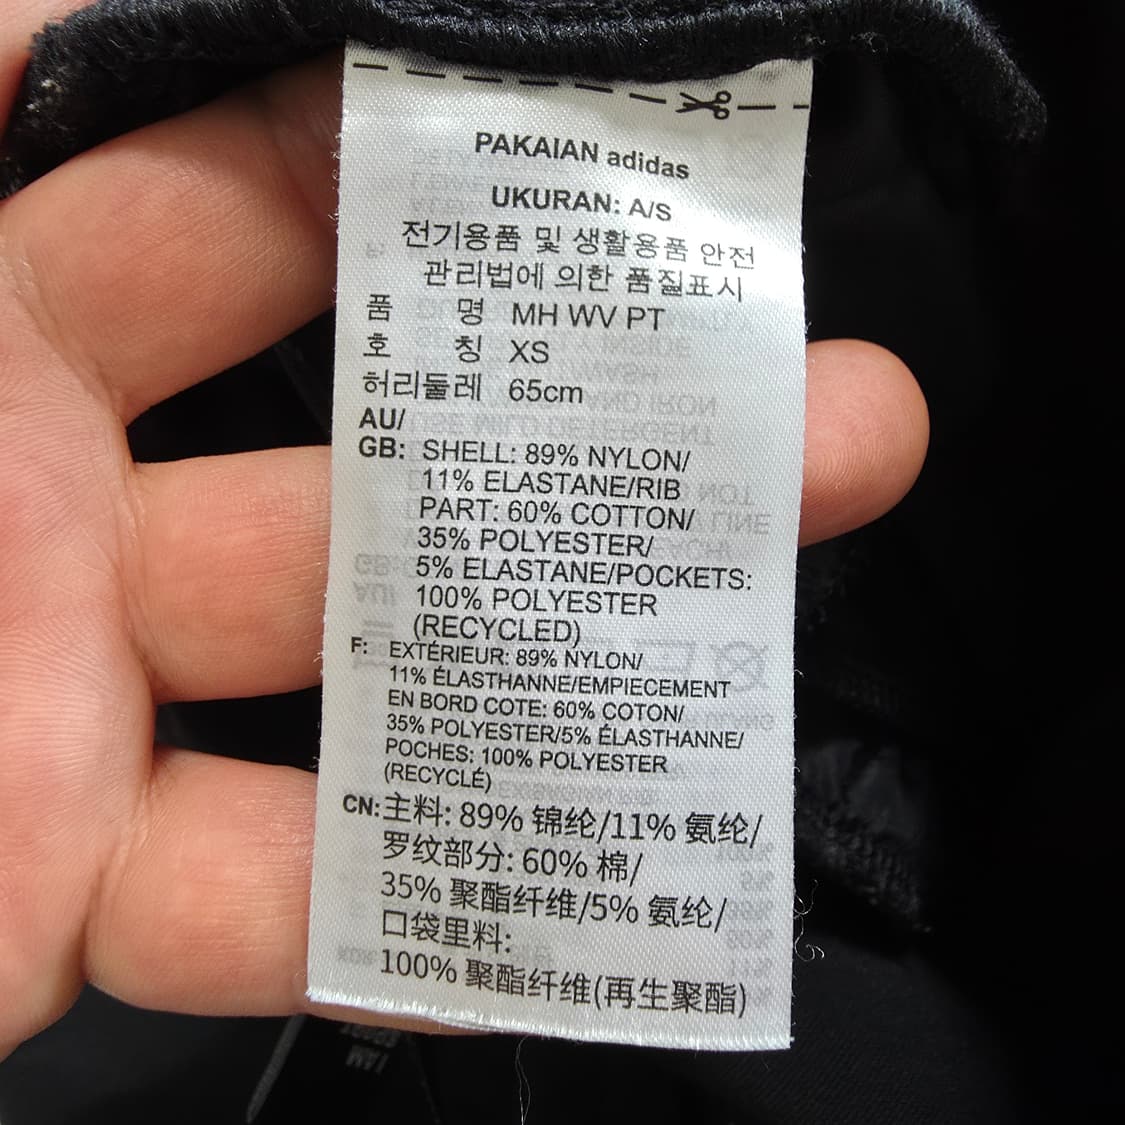 PAKAIAN adidas
UKURAN: A/S
전기용품 및 생활용품 안전
관리법에 의한 품질표시
품 명 MH WV PT
호 칭 XS
허리둘레 65cm
AU/
GB: SHELL: 89% NYLON/
11% ELASTANE/RIB
PART: 60% COTTON/
35% POLYESTER/
5% ELASTANE/POCKETS:
100% POLYESTER
(RECYCLED)
F: EXTÉRIEUR: 89% NYLON/
11% ÉLASTHANNE/EMPIECEMENT
EN BORD COTE: 60% COTON/
35% POLYESTER/5% ÉLASTHANNE/
POCHES: 100% POLYESTER
(RECYCLÉ)
CN: 主料: 89% 锦纶/11% 氨纶/
罗纹部分: 60% 棉/
35% 聚酯纤维/5% 氨纶/
口袋里料:
100% 聚酯纤维(再生聚酯)